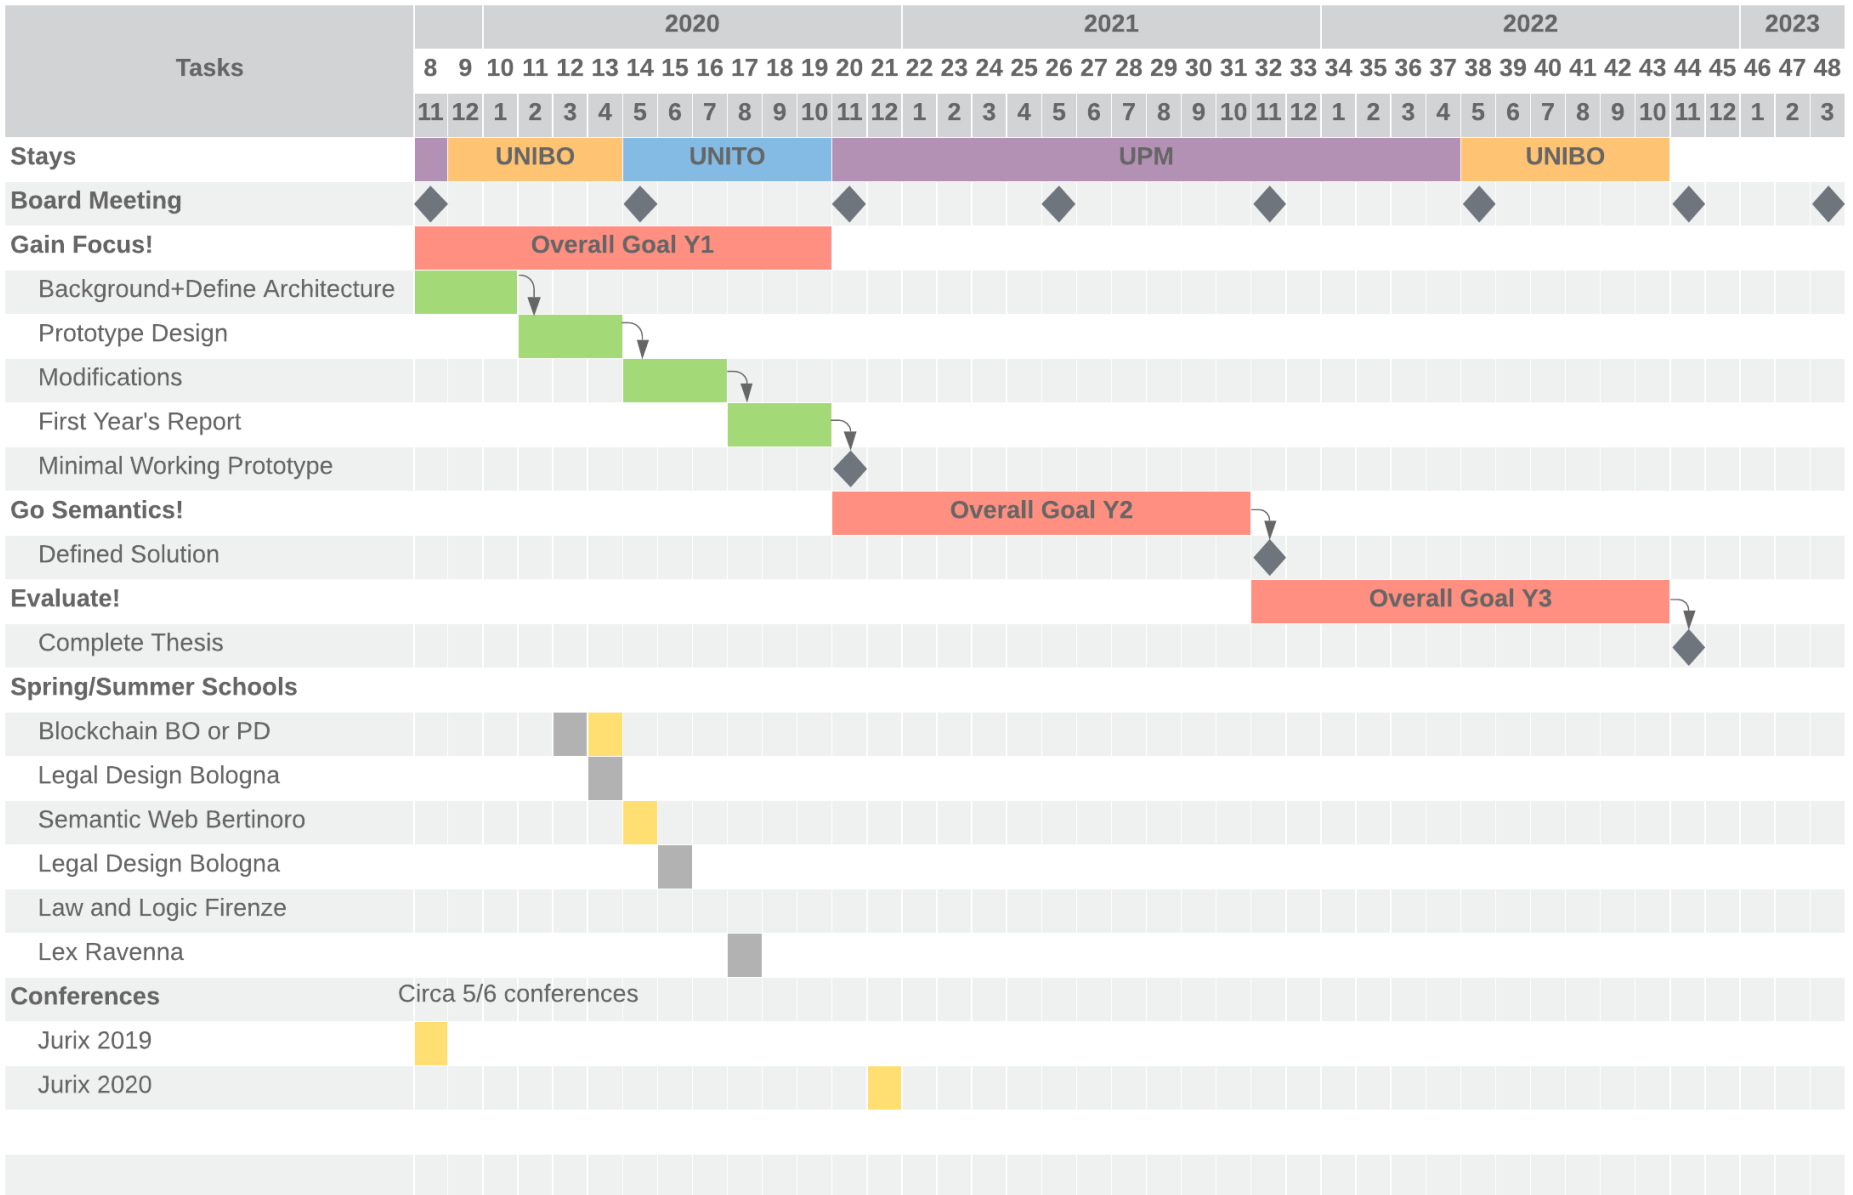 2020 2021 2022 2023
Tasks 8 9 10 11 12 13 14 15 16 17 18 19 20 21 22 23 24 25 26 27 28 29 30 31 32 33 34 35 36 37 38 39 40 41 42 43 44 45 46 47 48
11 12 1 2 3 4 5 6 7 8 9 10 11 12 1 2 3 4 5 6 7 8 9 10 11 12 1 2 3 4 5 6 7 8 9 10 11 12 1 2 3
Stays UNIBO UNITO UPM UNIBO
Board Meeting
Gain Focus! Overall Goal Y1
Background+Define Architecture
Prototype Design
Modifications
First Year's Report
Minimal Working Prototype
Go Semantics! Overall Goal Y2
Defined Solution
Evaluate! Overall Goal Y3
Complete Thesis
Spring/Summer Schools
Blockchain BO or PD
Legal Design Bologna
Semantic Web Bertinoro
Legal Design Bologna
Law and Logic Firenze
Lex Ravenna
Conferences Circa 5/6 conferences
Jurix 2019
Jurix 2020